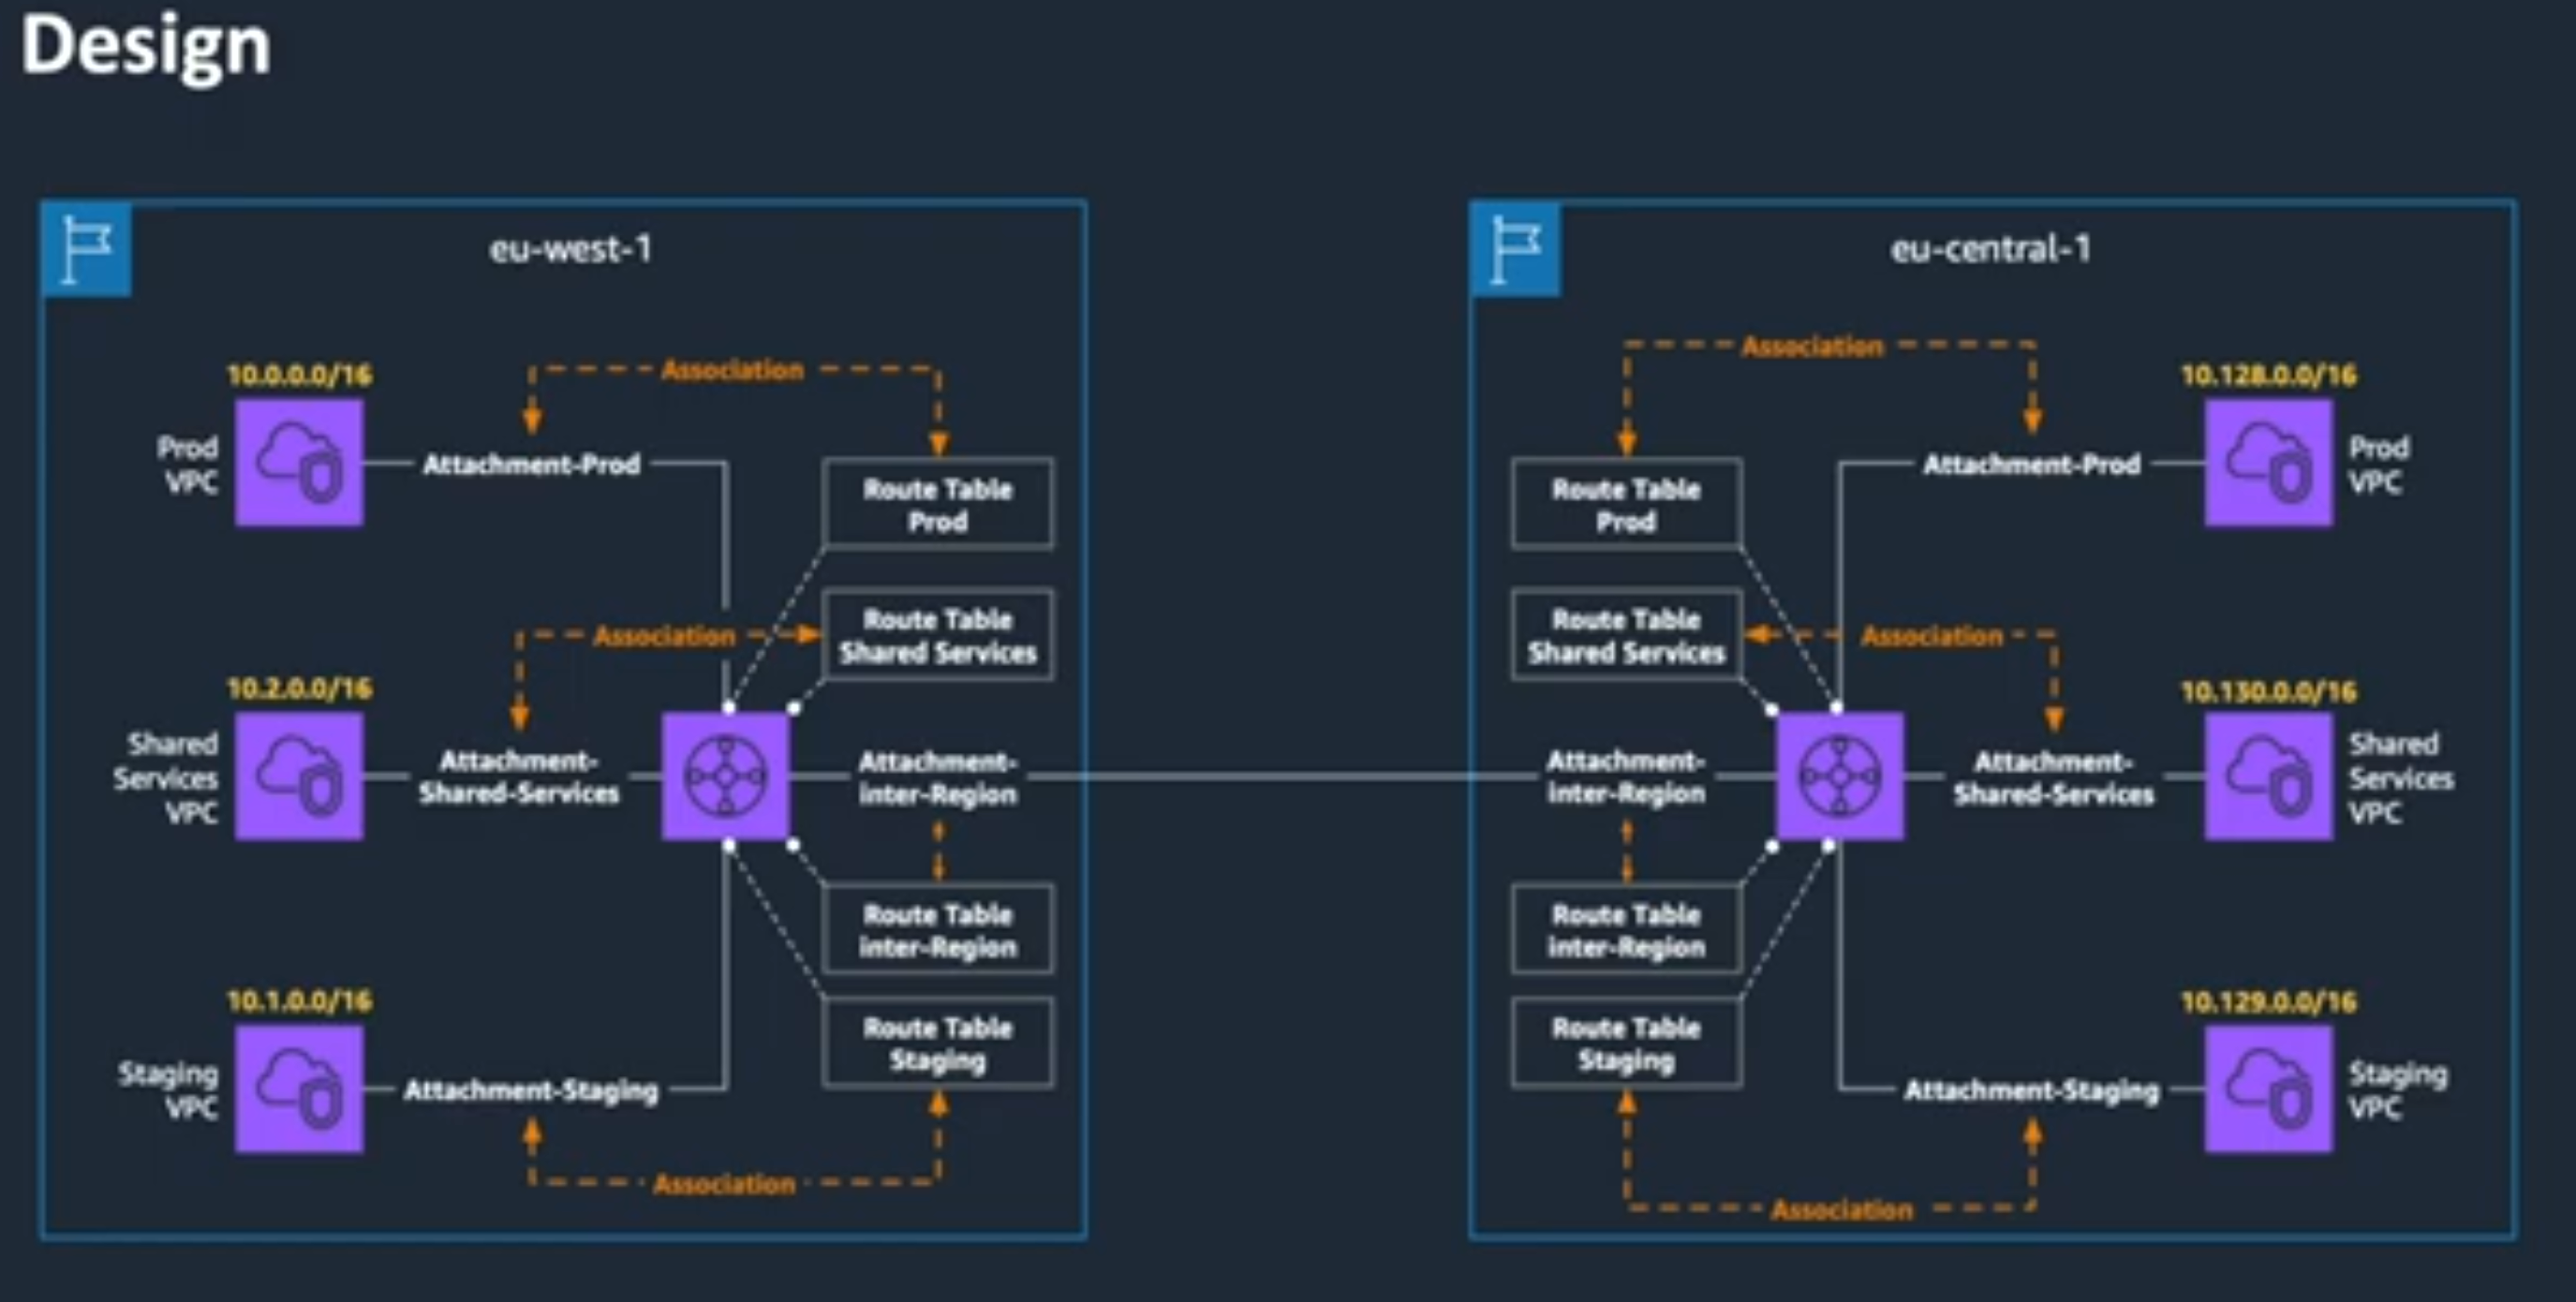 Design
eu-west-1
10.0.0.0/16
Association
Prod
VPC
Attachment-Prod
Route Table
Prod
Association
Route Table
Shared Services
10.2.0.0/16
Shared
Services
VPC
Attachment-
Shared-Services
Attachment-
inter-Region
Route Table
inter-Region
10.1.0.0/16
Staging
VPC
Attachment-Staging
Route Table
Staging
Association
eu-central-1
Association
10.128.0.0/16
Route Table
Prod
Attachment-Prod
Prod
VPC
Route Table
Shared Services
Association
10.130.0.0/16
Attachment-
inter-Region
Attachment-
Shared-Services
Shared
Services
VPC
Route Table
inter-Region
10.129.0.0/16
Route Table
Staging
Attachment-Staging
Staging
VPC
Association